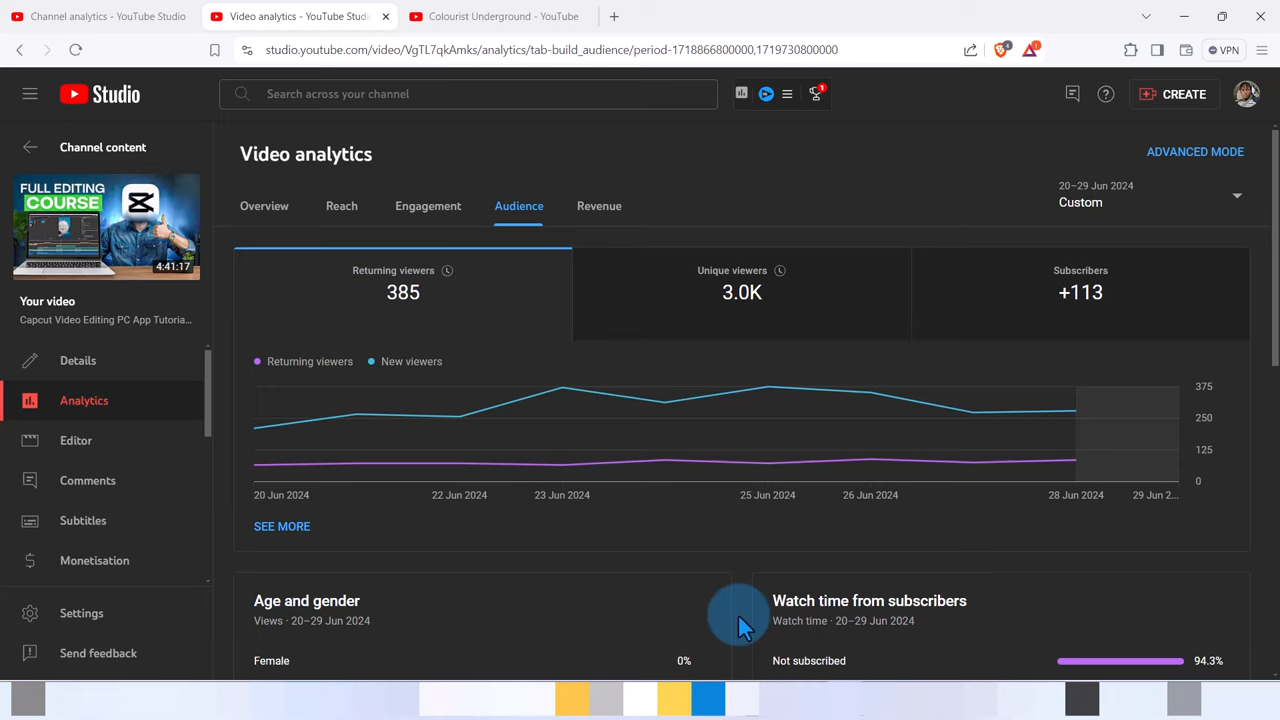 Channel analytics - YouTube Studio
Video analytics - YouTube Studi
Colourist Underground - YouTube
studio.youtube.com/video/VgTL7qkAmks/analytics/tab-build_audience/period-1718866800000,1719730800000
4
1
VPN
Studio
Search across your channel
1
CREATE
Channel content
FULL EDITING
COURSE
4:41:17
Your video
Capcut Video Editing PC App Tutoria...
Details
Analytics
Editor
Comments
Subtitles
Monetisation
Settings
Send feedback
Video analytics
ADVANCED MODE
Overview
Reach
Engagement
Audience
Revenue
20–29 Jun 2024
Custom
Returning viewers
385
Unique viewers
3.0K
Subscribers
+113
Returning viewers
New viewers
375
250
125
0
20 Jun 2024
22 Jun 2024
23 Jun 2024
25 Jun 2024
26 Jun 2024
28 Jun 2024
29 Jun 2...
SEE MORE
Age and gender
Views · 20–29 Jun 2024
Female 0%
Watch time from subscribers
Watch time · 20–29 Jun 2024
Not subscribed 94.3%